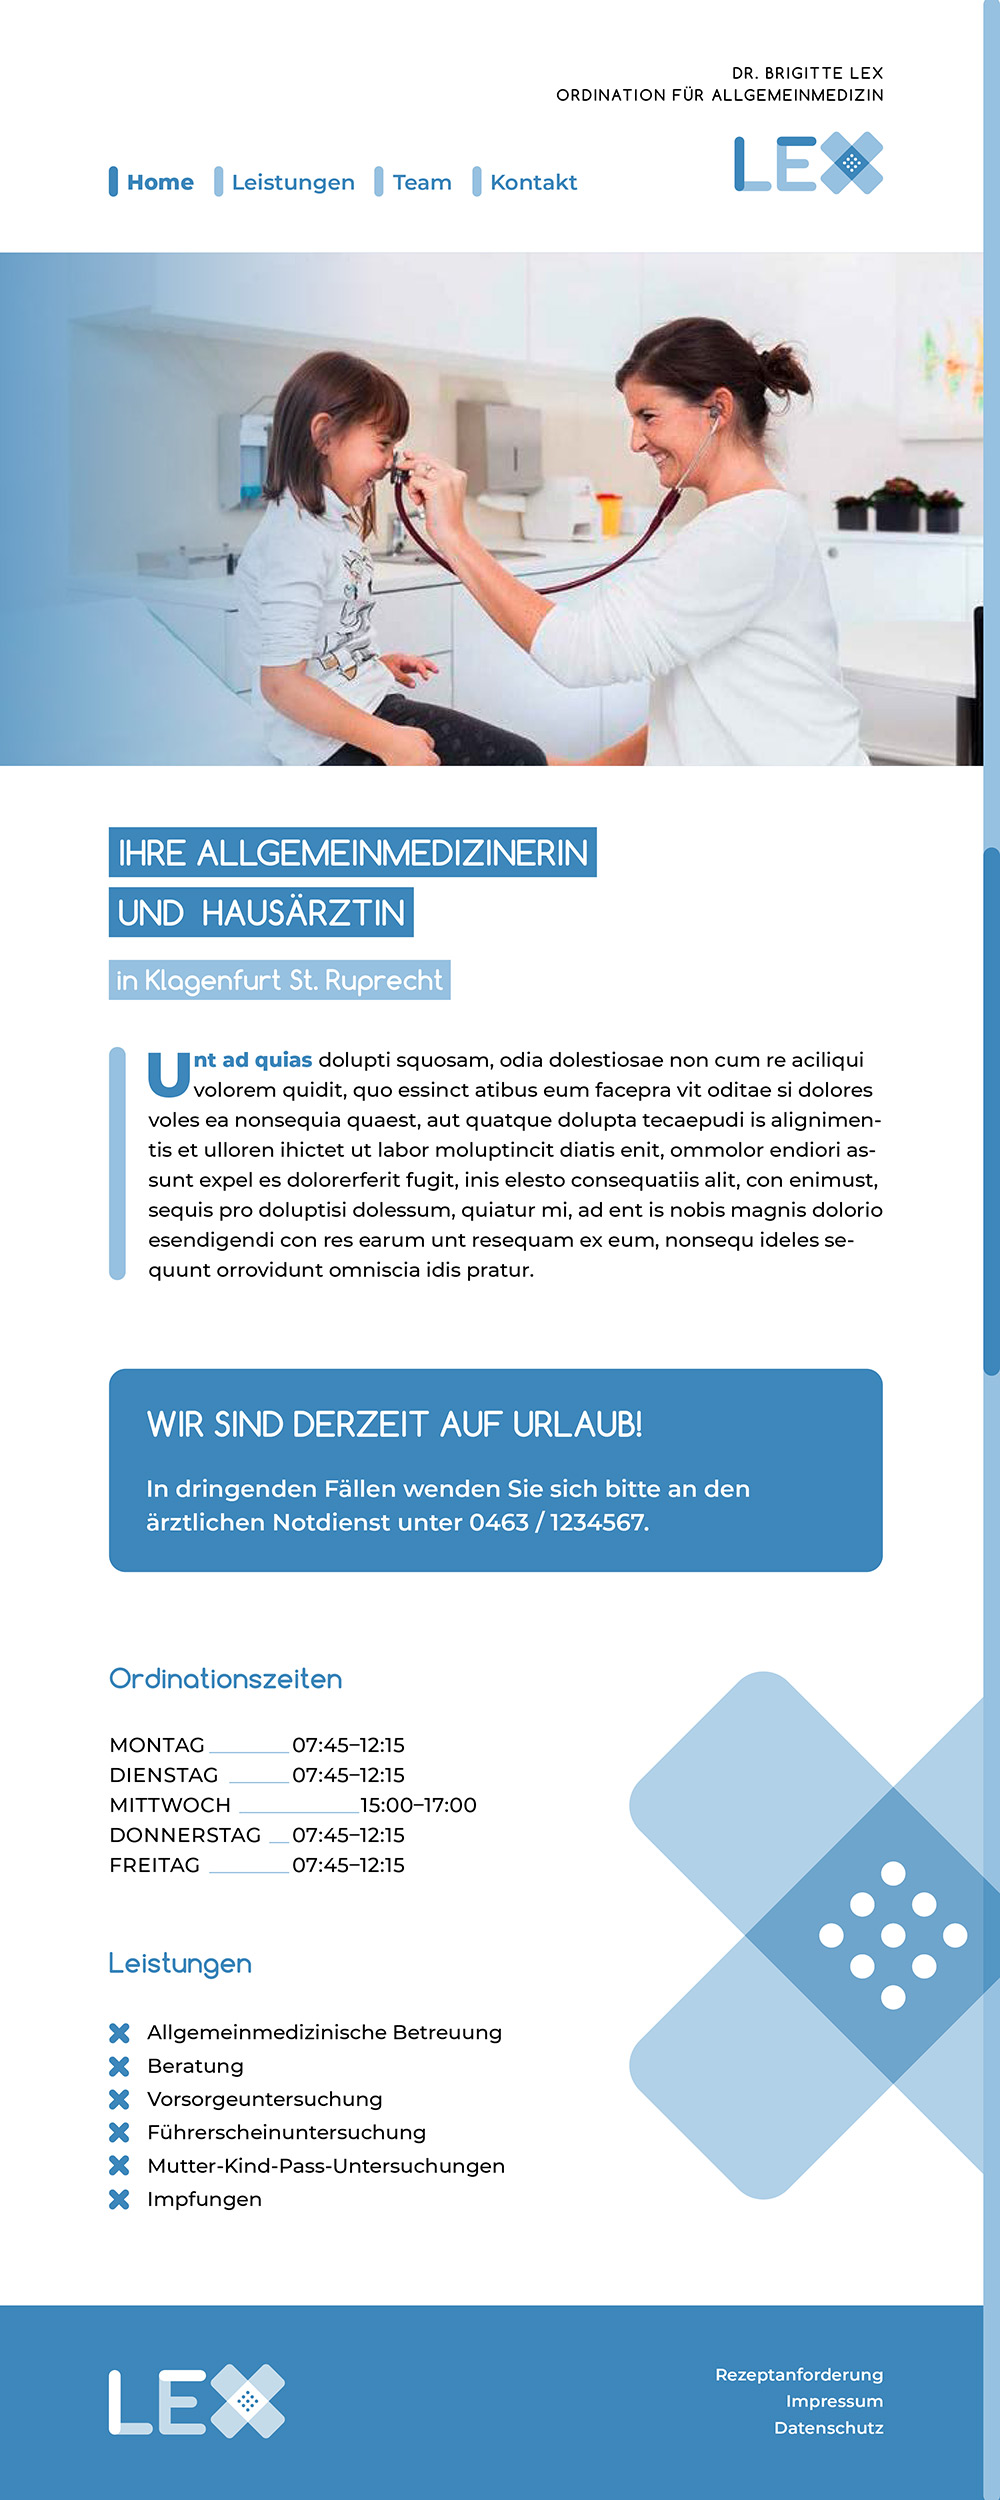 DR. BRIGITTE LEX
ORDINATION FÜR ALLGEMEINMEDIZIN
LEX
Home Leistungen Team Kontakt
IHRE ALLGEMEINMEDIZINERIN
UND HAUSÄRZTIN
in Klagenfurt St. Ruprecht
Unt ad quias dolupti squosam, odia dolestiosae non cum re aciliqui
volorem quidit, quo essinct atibus eum facepra vit oditae si dolores
voles ea nonsequia quaest, aut quatque dolupta tecaepudi is alignimen-
tis et ulloren ihictet ut labor moluptincit diatis enit, ommolor endiori as-
sunt expel es dolorerferit fugit, inis elesto consequatiis alit, con enimust,
sequis pro doluptisi dolessum, quiatur mi, ad ent is nobis magnis dolorio
esendigendi con res earum unt resequam ex eum, nonsequ ideles se-
quunt orrovidunt omniscia idis pratur.
WIR SIND DERZEIT AUF URLAUB!
In dringenden Fällen wenden Sie sich bitte an den
ärztlichen Notdienst unter 0463 / 1234567.
Ordinationszeiten
MONTAG 07:45–12:15
DIENSTAG 07:45–12:15
MITTWOCH 15:00–17:00
DONNERSTAG 07:45–12:15
FREITAG 07:45–12:15
Leistungen
Allgemeinmedizinische Betreuung
Beratung
Vorsorgeuntersuchung
Führerscheinuntersuchung
Mutter-Kind-Pass-Untersuchungen
Impfungen
LEX
Rezeptanforderung
Impressum
Datenschutz